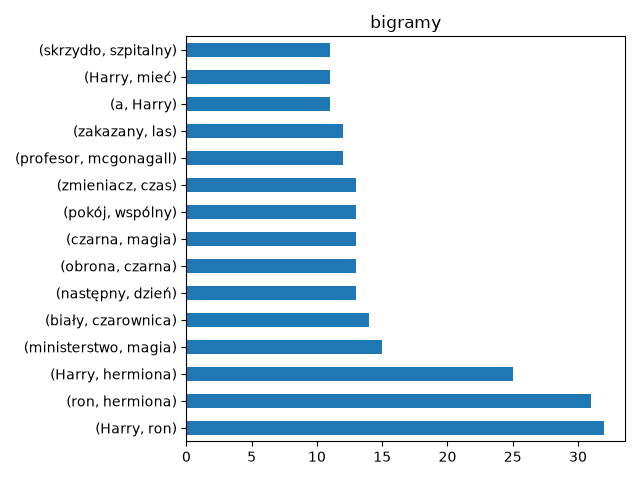 bigramy
(skrzydło, szpitalny)
(Harry, mieć)
(a, Harry)
(zakazany, las)
(profesor, mcgonagall)
(zmieniacz, czas)
(pokój, wspólny)
(czarna, magia)
(obrona, czarna)
(następny, dzień)
(biały, czarownica)
(ministerstwo, magia)
(Harry, hermiona)
(ron, hermiona)
(Harry, ron)
0 5 10 15 20 25 30